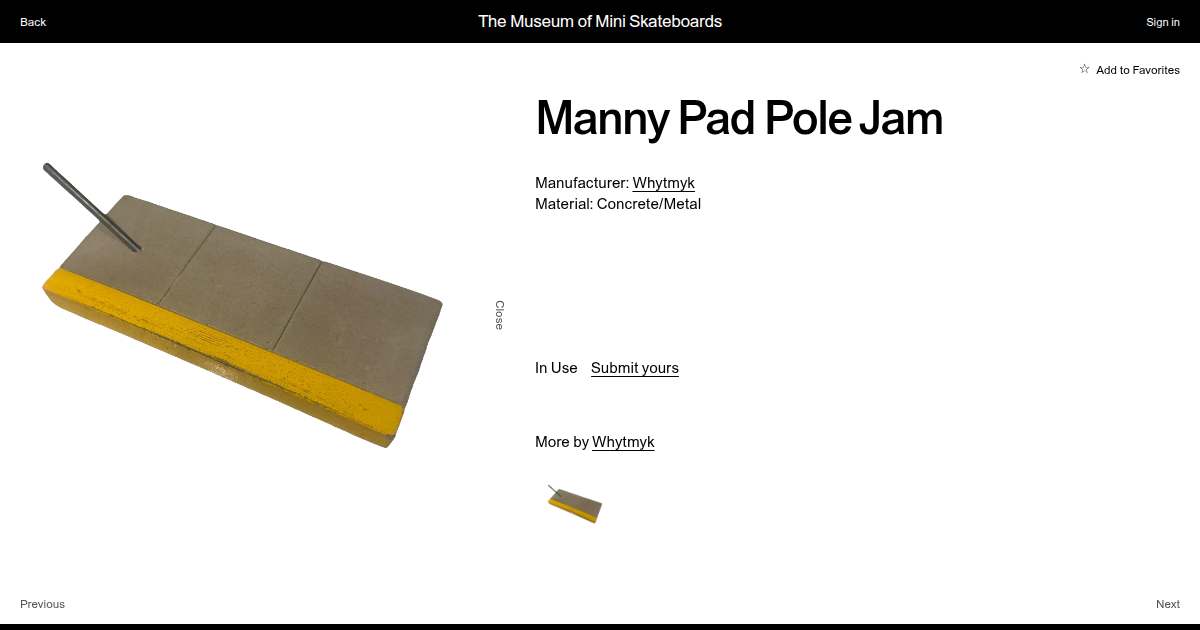 Back
The Museum of Mini Skateboards
Sign in
☆ Add to Favorites
Manny Pad Pole Jam
Manufacturer: Whytmyk
Material: Concrete/Metal
Close
In Use Submit yours
More by Whytmyk
Previous
Next